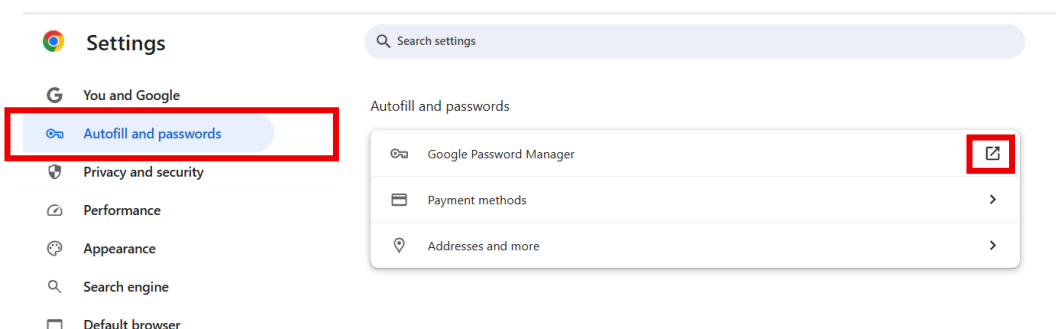 Settings
Search settings
You and Google
Autofill and passwords
Privacy and security
Performance
Appearance
Search engine
Default browser
Autofill and passwords
Google Password Manager
Payment methods
Addresses and more